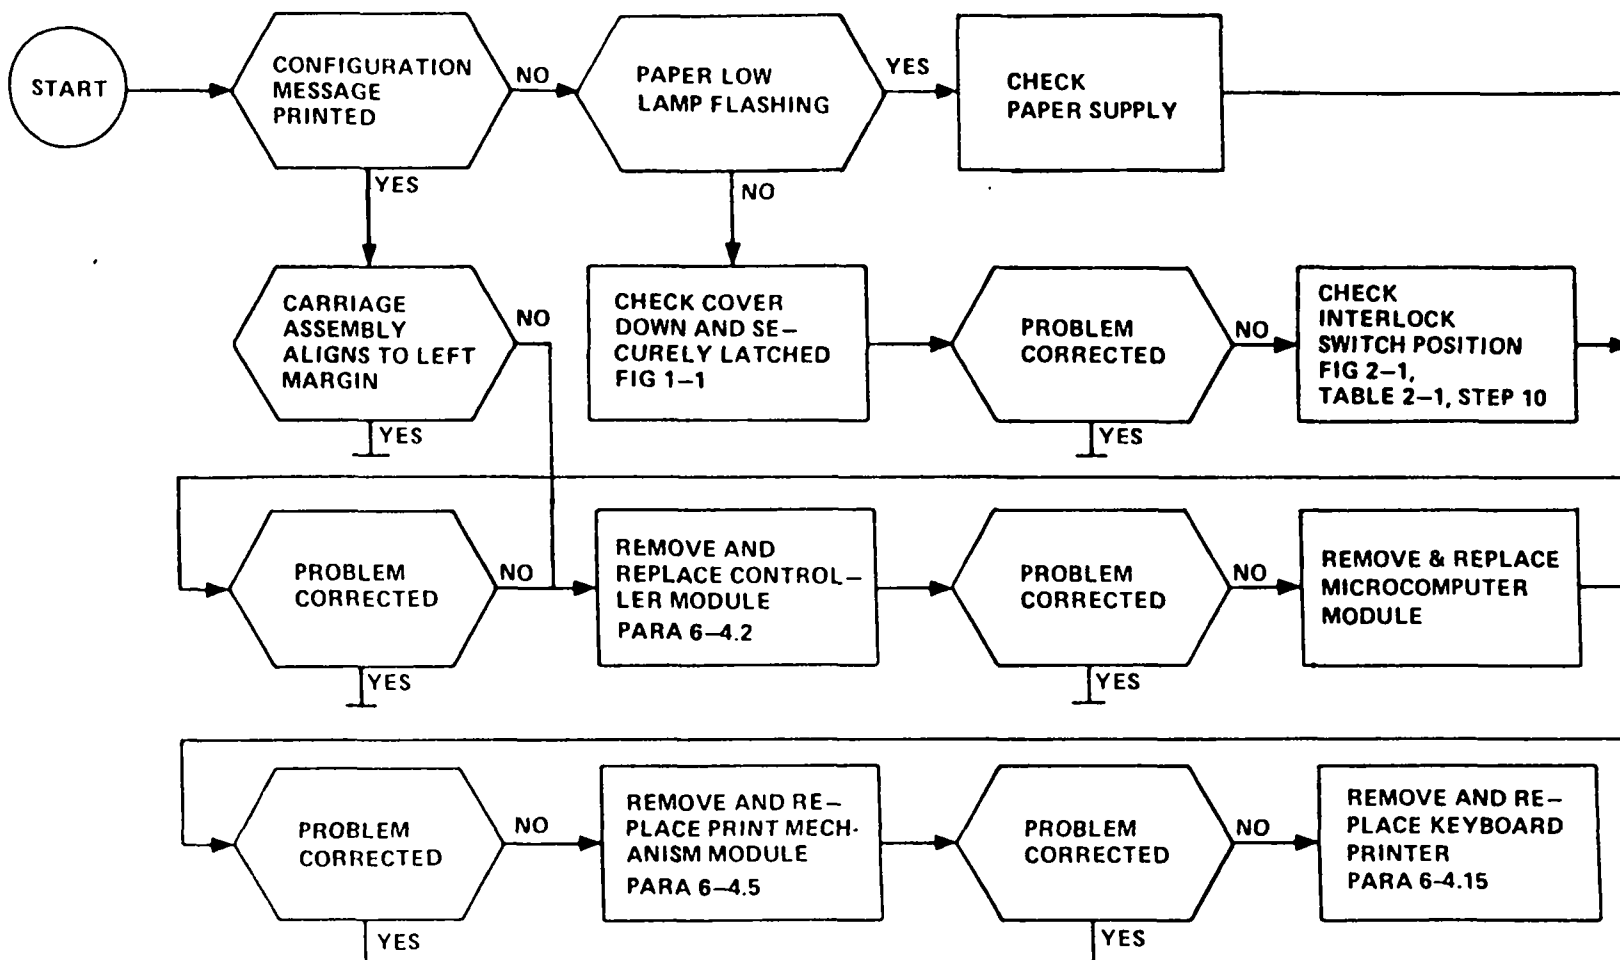 START
CONFIGURATION
MESSAGE
PRINTED
NO
PAPER LOW
LAMP FLASHING
YES
CHECK
PAPER SUPPLY
YES
NO
CARRIAGE
ASSEMBLY
ALIGNS TO LEFT
MARGIN
NO
CHECK COVER
DOWN AND SE–
CURELY LATCHED
FIG 1–1
PROBLEM
CORRECTED
NO
CHECK
INTERLOCK
SWITCH POSITION
FIG 2–1,
TABLE 2–1, STEP 10
YES
YES
PROBLEM
CORRECTED
NO
REMOVE AND
REPLACE CONTROL–
LER MODULE
PARA 6–4.2
PROBLEM
CORRECTED
NO
REMOVE & REPLACE
MICROCOMPUTER
MODULE
YES
YES
PROBLEM
CORRECTED
NO
REMOVE AND RE–
PLACE PRINT MECH-
ANISM MODULE
PARA 6–4.5
PROBLEM
CORRECTED
NO
REMOVE AND RE–
PLACE KEYBOARD
PRINTER
PARA 6–4.15
YES
YES